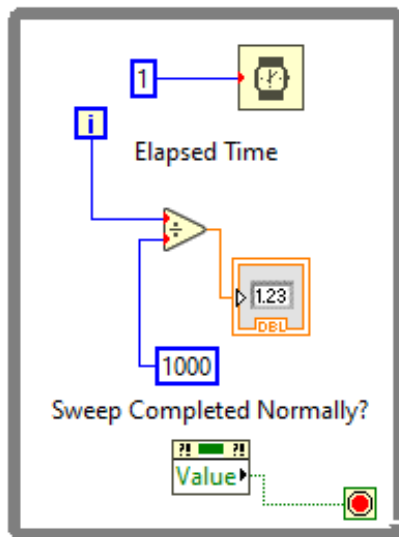 1
i
Elapsed Time
÷
1.23
DBL
1000
Sweep Completed Normally?
?! ?!
Value